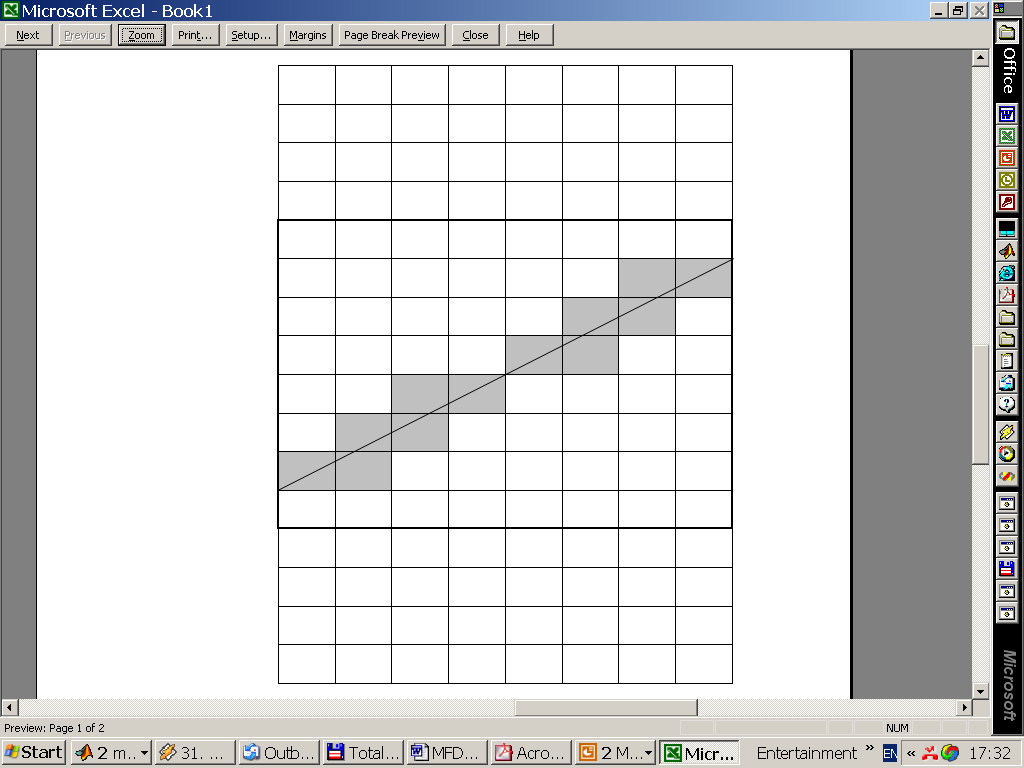 Microsoft Excel - Book1
Next Previous Zoom Print... Setup... Margins Page Break Preview Close Help
Office
Microsoft
Preview: Page 1 of 2
NUM
Start 2 m... 31. ... Outb... Total... MFD... Acro... 2 M... Micr... Entertainment » EN « 17:32